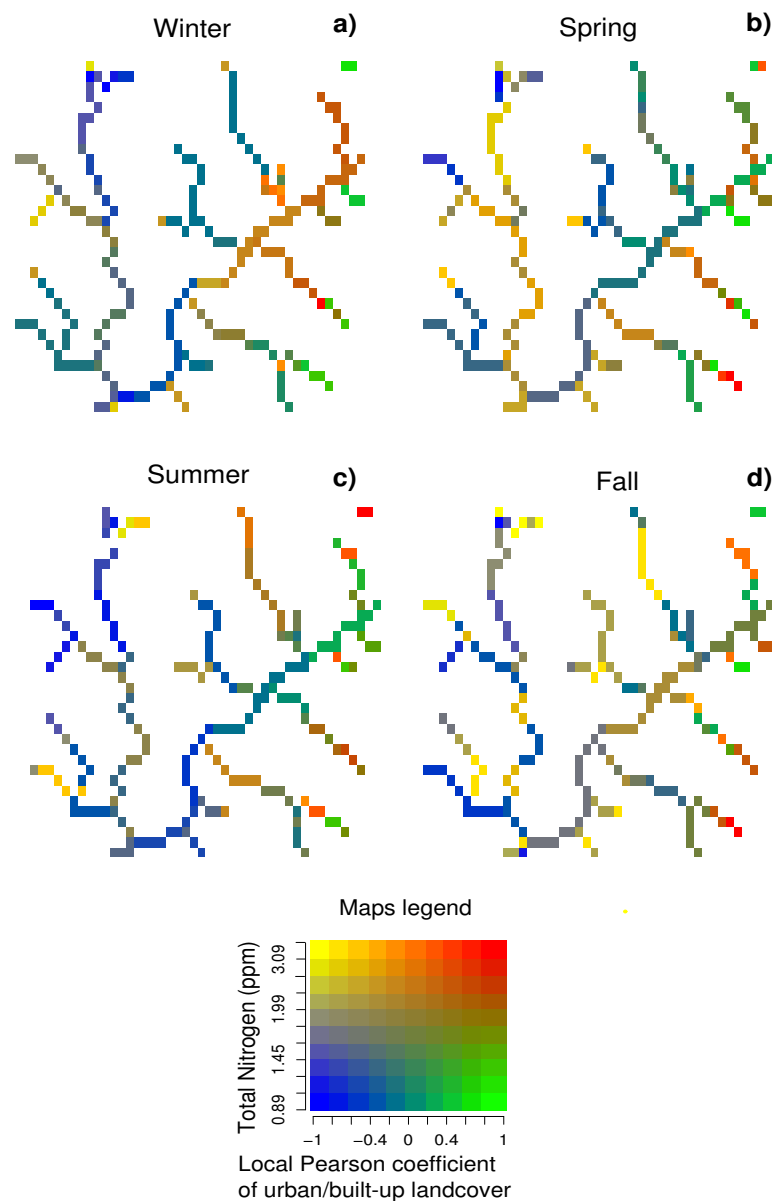 Winter
a)
Spring
b)
Summer
c)
Fall
d)
Maps legend
Total Nitrogen (ppm)
3.09
1.99
1.45
0.89
−1 −0.4 0 0.4 1
Local Pearson coefficient
of urban/built-up landcover